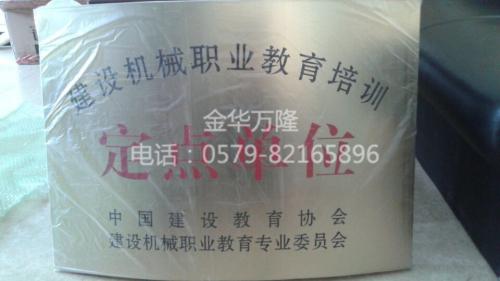 建设机械职业教育培训
金华万隆
定点单位
电话：0579-82165896
中国建设教育协会
建设机械职业教育专业委员会